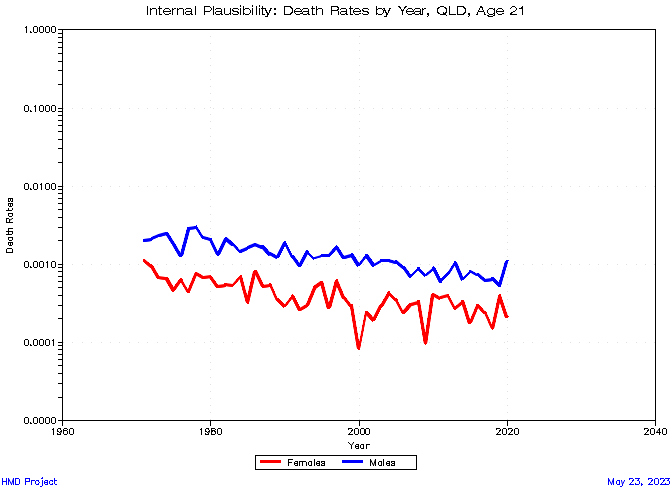 Internal Plausibility: Death Rates by Year, QLD, Age 21
1.0000
0.1000
0.0100
0.0010
0.0001
0.0000
Death Rates
1960 1980 2000 2020 2040
Year
Females Males
HMD Project May 23, 2023